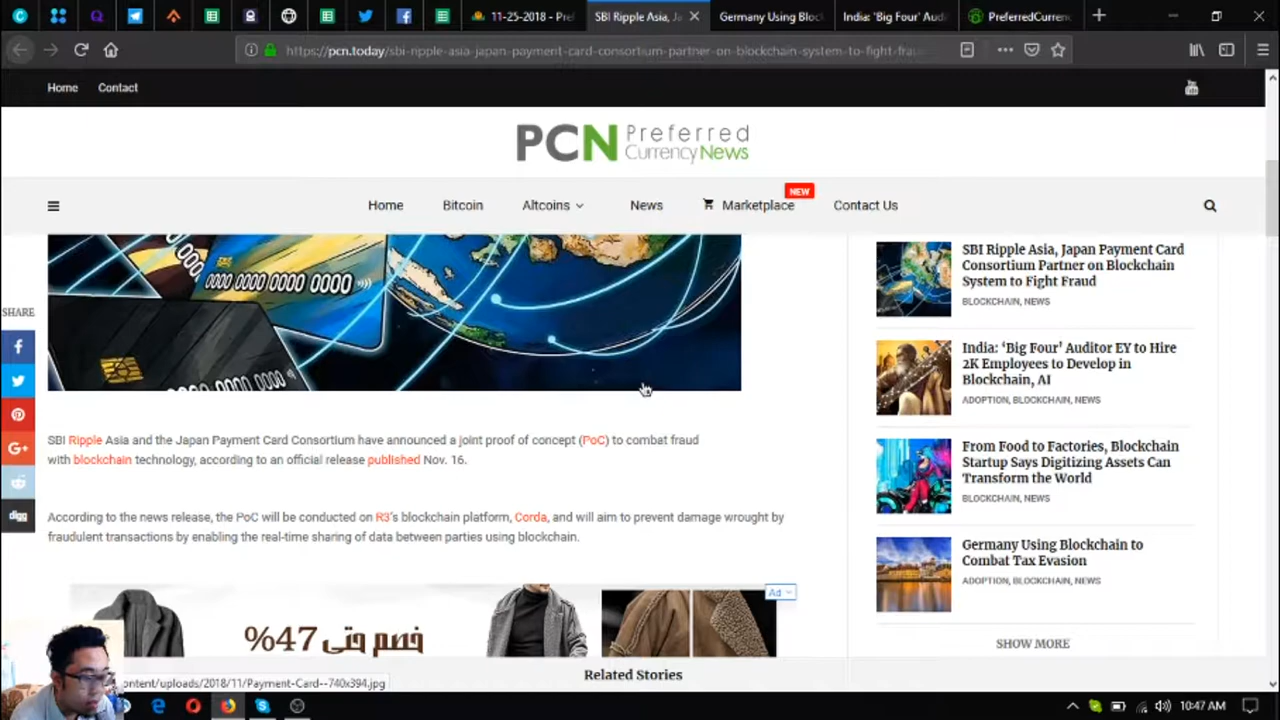 11-25-2018 - Pref
SBI Ripple Asia, Ja
Germany Using Bloc
India: 'Big Four' Audi
PreferredCurren
https://pcn.today/sbi-ripple-asia-japan-payment-card-consortium-partner-on-blockchain-system-to-fight-frau
Home
Contact
PCN Preferred
Currency News
Home
Bitcoin
Altcoins
News
Marketplace
NEW
Contact Us
0000 0000 0000 0000
SHARE
digg
SBI Ripple Asia and the Japan Payment Card Consortium have announced a joint proof of concept (PoC) to combat fraud
with blockchain technology, according to an official release published Nov. 16.
According to the news release, the PoC will be conducted on R3's blockchain platform, Corda, and will aim to prevent damage wrought by
fraudulent transactions by enabling the real-time sharing of data between parties using blockchain.
Ad
خصم حتى 47%
SBI Ripple Asia, Japan Payment Card
Consortium Partner on Blockchain
System to Fight Fraud
BLOCKCHAIN, NEWS
India: ‘Big Four’ Auditor EY to Hire
2K Employees to Develop in
Blockchain, AI
ADOPTION, BLOCKCHAIN, NEWS
From Food to Factories, Blockchain
Startup Says Digitizing Assets Can
Transform the World
BLOCKCHAIN, NEWS
Germany Using Blockchain to
Combat Tax Evasion
ADOPTION, BLOCKCHAIN, NEWS
SHOW MORE
Related Stories
ontent/uploads/2018/11/Payment-Card--740x394.jpg
10:47 AM